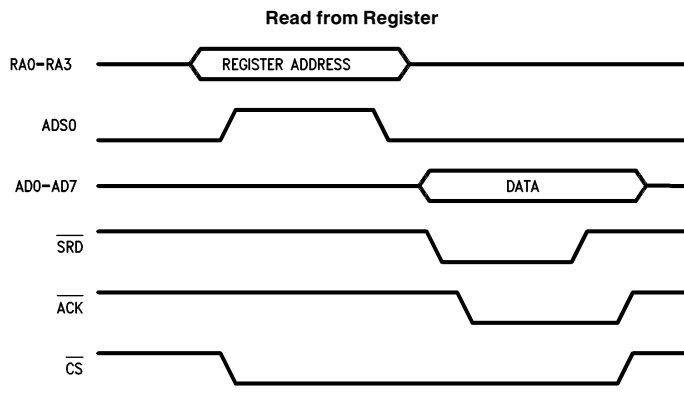 Read from Register
RA0–RA3 REGISTER ADDRESS
ADS0
AD0–AD7 DATA
SRD
ACK
CS